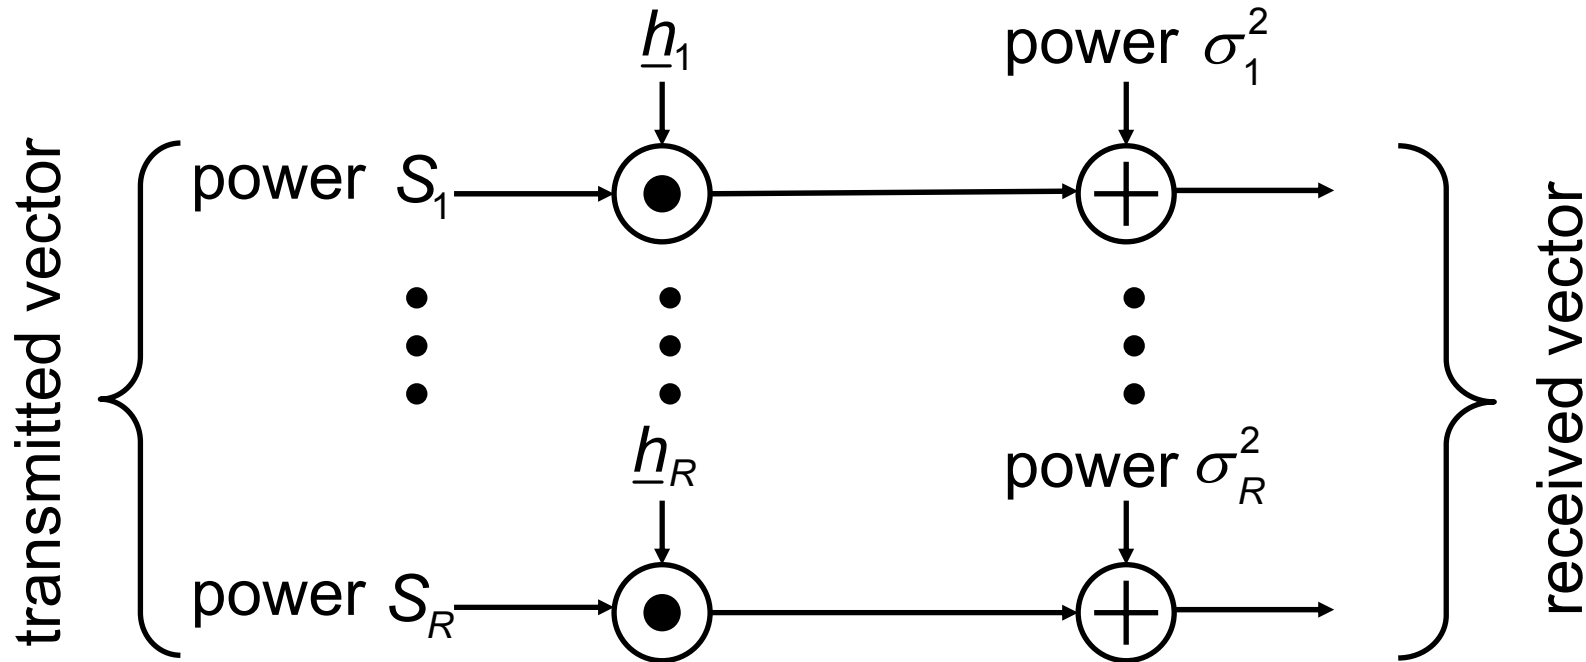 h₁
power σ₁²
transmitted vector
power S₁
received vector
h_R
power σ_R²
power S_R